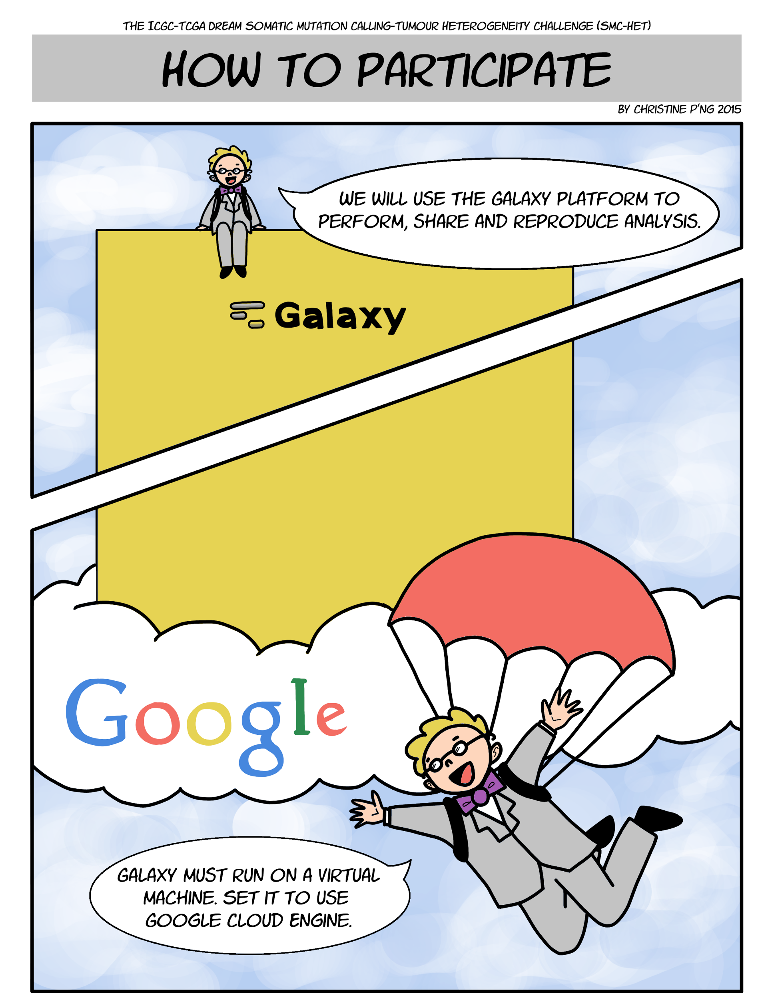 THE ICGC-TCGA DREAM SOMATIC MUTATION CALLING-TUMOUR HETEROGENEITY CHALLENGE (SMC-HET)
HOW TO PARTICIPATE
BY CHRISTINE P'NG 2015
WE WILL USE THE GALAXY PLATFORM TO
PERFORM, SHARE AND REPRODUCE ANALYSIS.
Galaxy
Google
GALAXY MUST RUN ON A VIRTUAL
MACHINE. SET IT TO USE
GOOGLE CLOUD ENGINE.